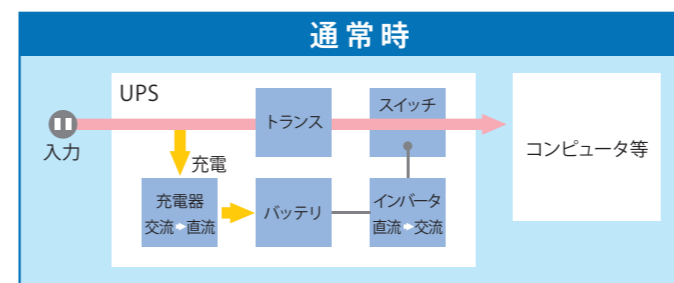 通常時
UPS
トランス
スイッチ
入力
コンピュータ等
充電
充電器
交流 直流
バッテリ
インバータ
直流 交流